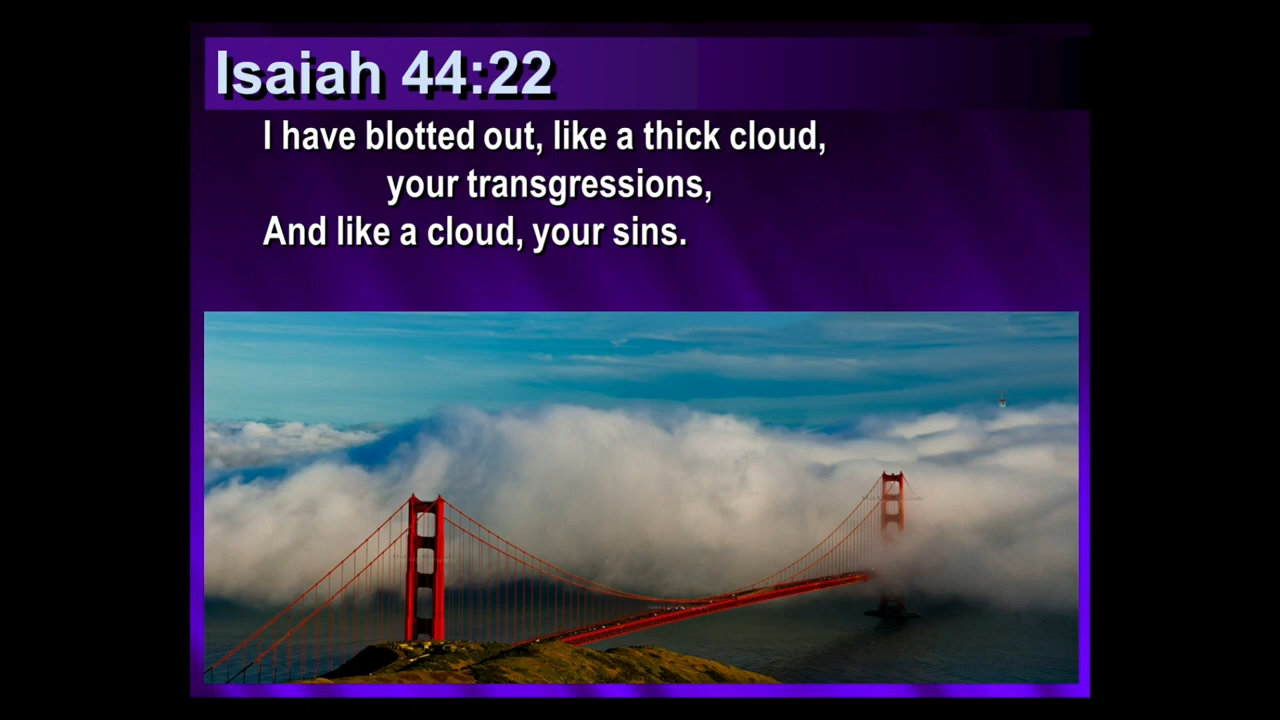 Isaiah 44:22
I have blotted out, like a thick cloud,
your transgressions,
And like a cloud, your sins.